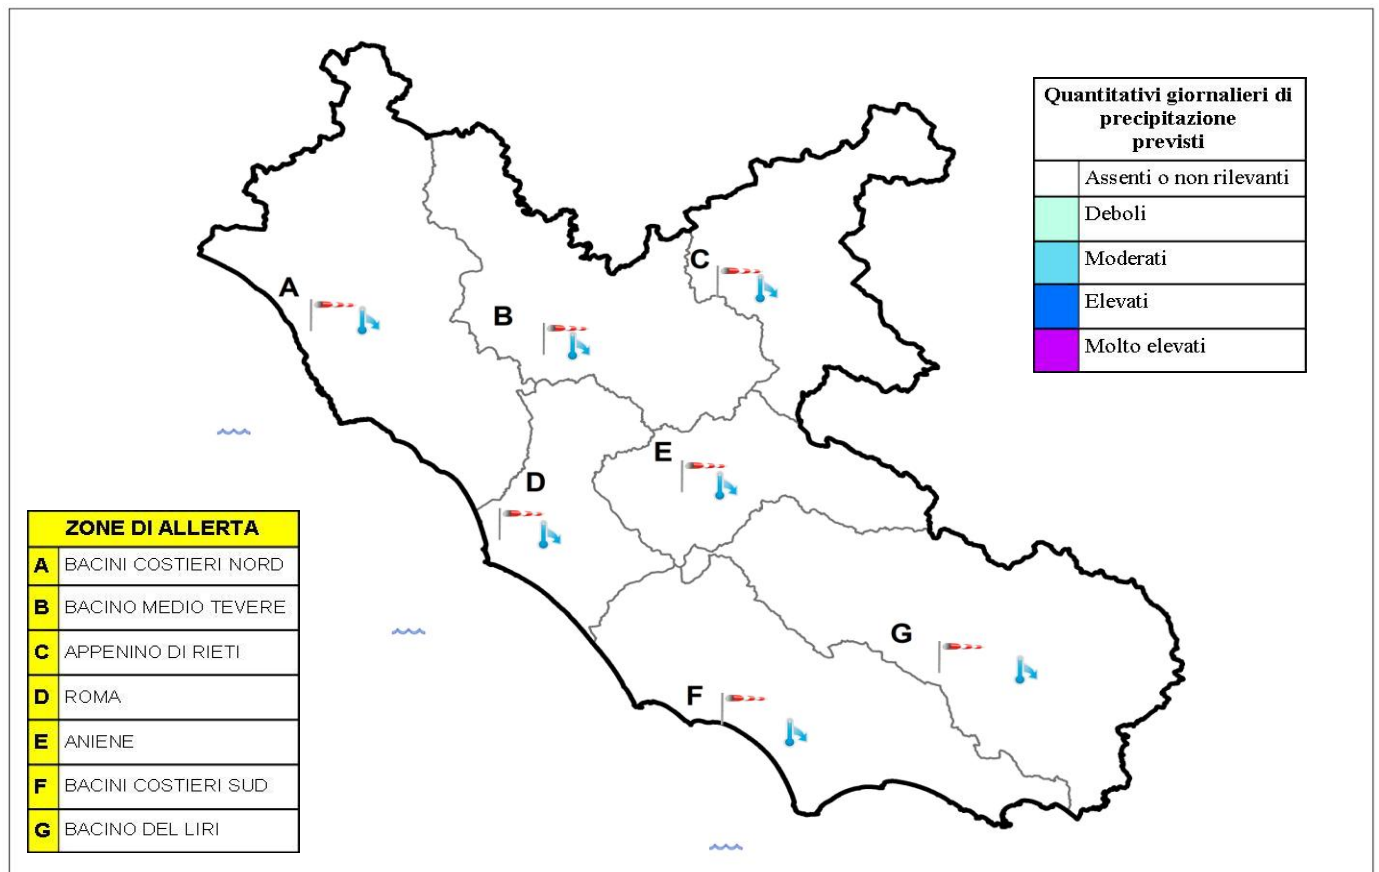 Quantitativi giornalieri di
precipitazione
previsti
Assenti o non rilevanti
Deboli
Moderati
Elevati
Molto elevati
A
B
C
D
E
F
G
ZONE DI ALLERTA
A BACINI COSTIERI NORD
B BACINO MEDIO TEVERE
C APPENINO DI RIETI
D ROMA
E ANIENE
F BACINI COSTIERI SUD
G BACINO DEL LIRI